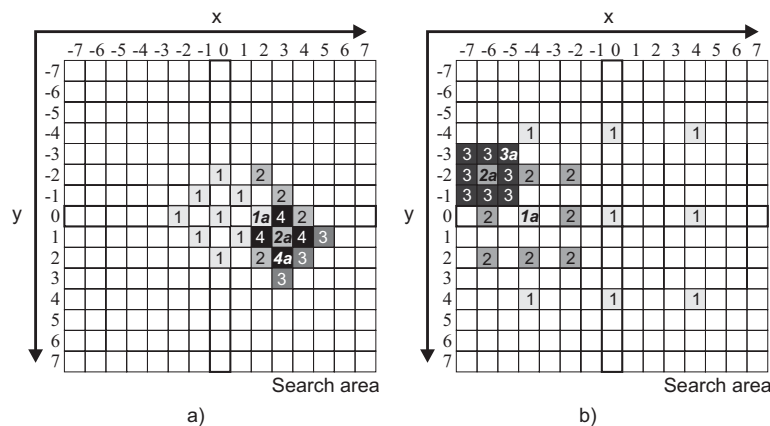 x
-7 -6 -5 -4 -3 -2 -1 0 2 3 4 5 6 7
-7
-6
-5
-4
-3
-2 1 2
-1 1 1 2
y 0 1 1 1a 4 2
1 1 1 4 2a 4 3
2 1 2 4a 3
3 3
4
5
6
7
Search area
a)
x
-7 -6 -5 -4 -3 -2 -1 0 2 3 4 5 6 7
-7
-6
-5
-4 1 1 1
-3 3 3 3a
-2 3 2a 3 2 2
-1 3 3 3
y 0 2 1a 2 1 1
1
2 2 2 2
3
4 1 1 1
5
6
7
Search area
b)